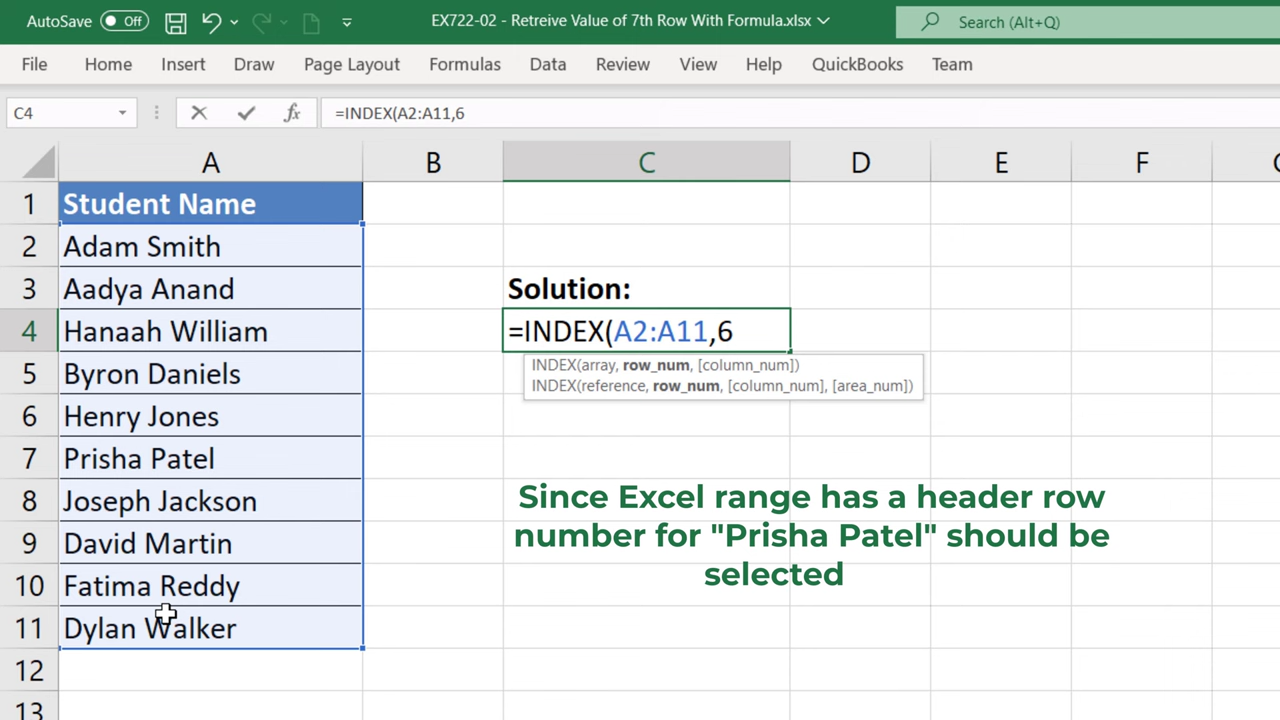 AutoSave Off EX722-02 - Retreive Value of 7th Row With Formula.xlsx Search (Alt+Q)
File Home Insert Draw Page Layout Formulas Data Review View Help QuickBooks Team
C4 fx =INDEX(A2:A11,6
A B C D E F
1 Student Name
2 Adam Smith
3 Aadya Anand Solution:
4 Hanaah William =INDEX(A2:A11,6
INDEX(array, row_num, [column_num])
5 Byron Daniels
INDEX(reference, row_num, [column_num], [area_num])
6 Henry Jones
7 Prisha Patel
8 Joseph Jackson
Since Excel range has a header row
number for "Prisha Patel" should be
selected
9 David Martin
10 Fatima Reddy
11 Dylan Walker
12
13